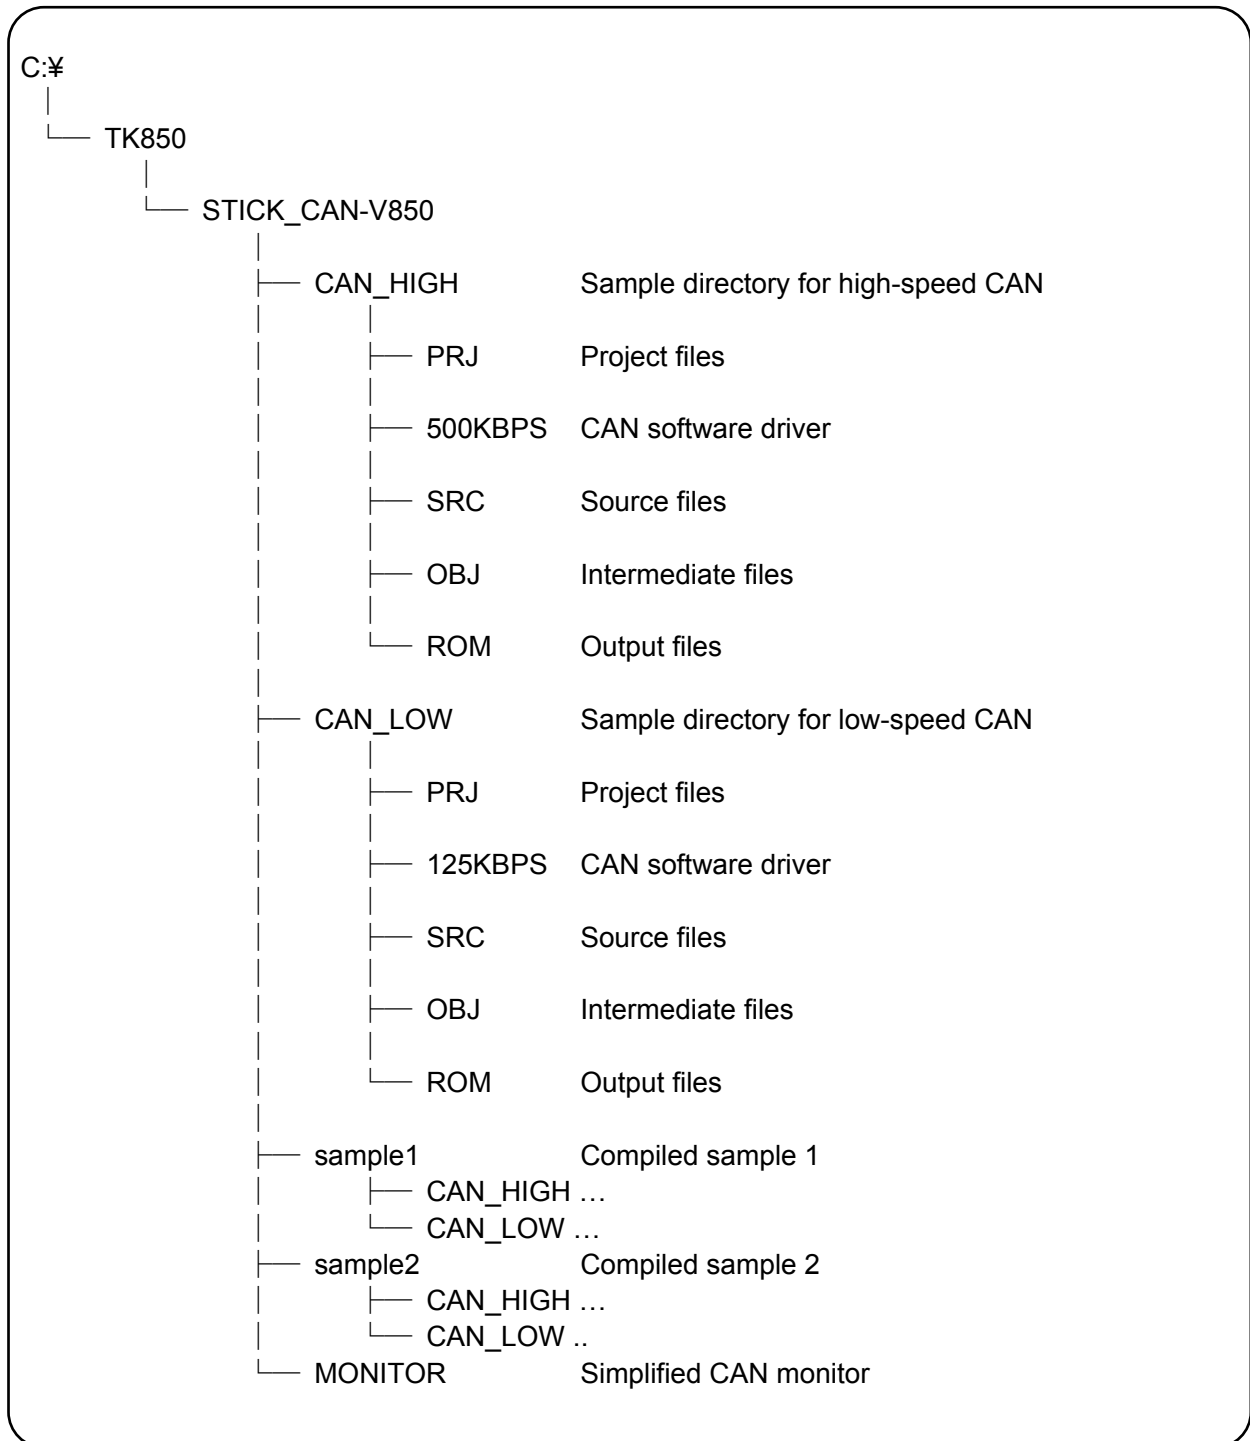 C:¥
TK850
STICK_CAN-V850
CAN_HIGH Sample directory for high-speed CAN
PRJ Project files
500KBPS CAN software driver
SRC Source files
OBJ Intermediate files
ROM Output files
CAN_LOW Sample directory for low-speed CAN
PRJ Project files
125KBPS CAN software driver
SRC Source files
OBJ Intermediate files
ROM Output files
sample1 Compiled sample 1
CAN_HIGH …
CAN_LOW …
sample2 Compiled sample 2
CAN_HIGH …
CAN_LOW ..
MONITOR Simplified CAN monitor